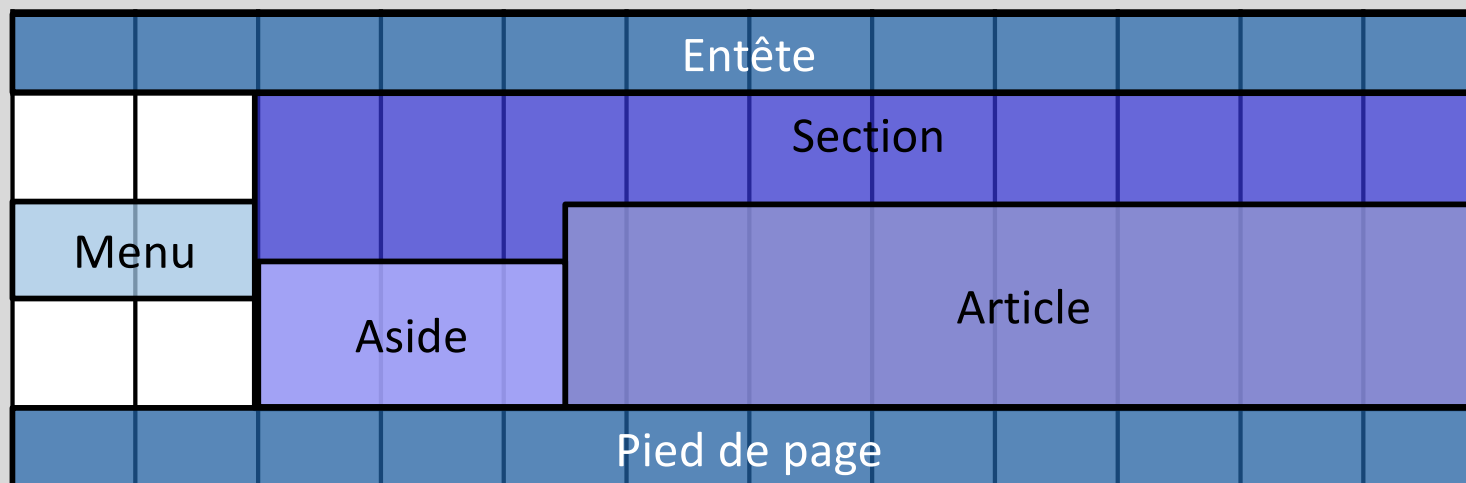 Entête
Section
Menu
Article
Aside
Pied de page